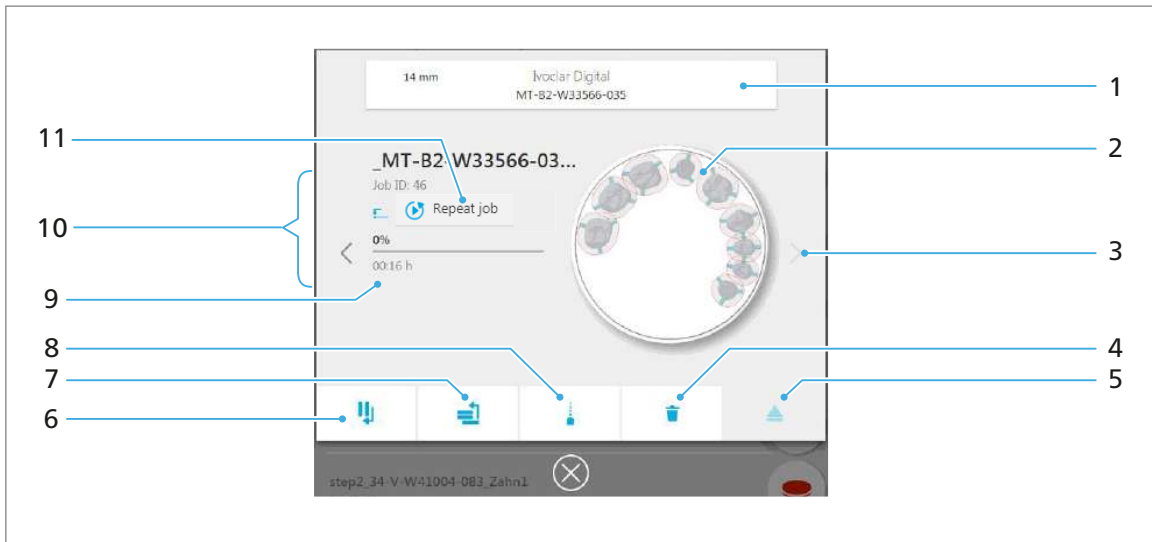 14 mm Ivoclar Digital
MT-B2-W33566-035
1
2
11
_MT-B2-W33566-03...
Job ID: 46
Repeat job
10
0%
3
00:16 h
9
8
4
7
5
6
step2_34-V-W41004-083_Zahn1